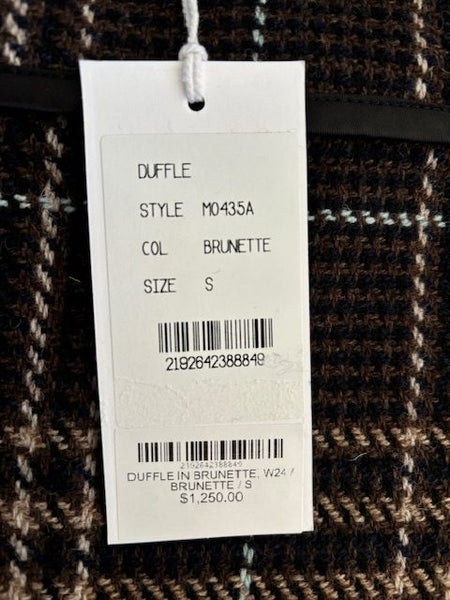 DUFFLE
STYLE M0435A
COL BRUNETTE
SIZE S
2192642388849
2192642388849
DUFFLE IN BRUNETTE, W24 /
BRUNETTE / S
$1,250.00